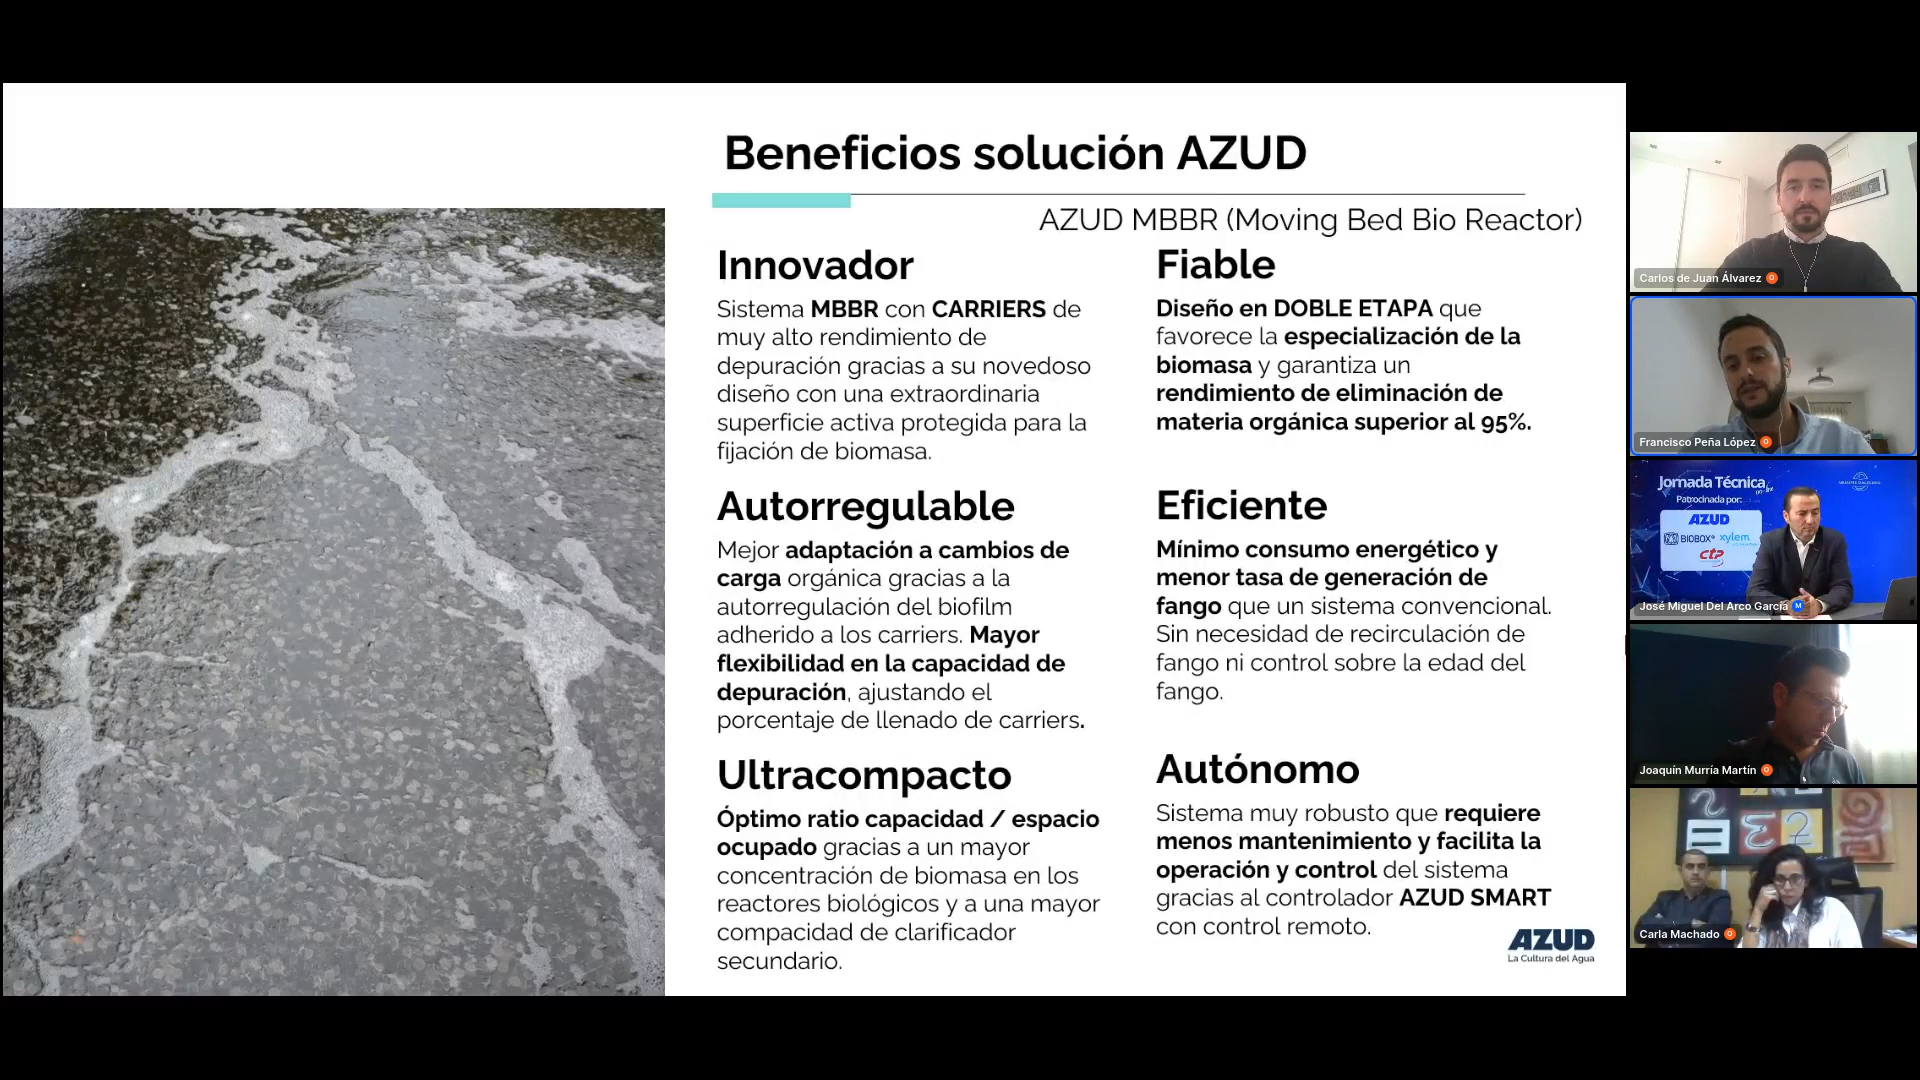 Beneficios solución AZUD
AZUD MBBR (Moving Bed Bio Reactor)
Innovador
Sistema MBBR con CARRIERS de
muy alto rendimiento de
depuración gracias a su novedoso
diseño con una extraordinaria
superficie activa protegida para la
fijación de biomasa.
Fiable
Diseño en DOBLE ETAPA que
favorece la especialización de la
biomasa y garantiza un
rendimiento de eliminación de
materia orgánica superior al 95%.
Autorregulable
Mejor adaptación a cambios de
carga orgánica gracias a la
autorregulación del biofilm
adherido a los carriers. Mayor
flexibilidad en la capacidad de
depuración, ajustando el
porcentaje de llenado de carriers.
Eficiente
Mínimo consumo energético y
menor tasa de generación de
fango que un sistema convencional.
Sin necesidad de recirculación de
fango ni control sobre la edad del
fango.
Ultracompacto
Óptimo ratio capacidad / espacio
ocupado gracias a un mayor
concentración de biomasa en los
reactores biológicos y a una mayor
compacidad de clarificador
secundario.
Autónomo
Sistema muy robusto que requiere
menos mantenimiento y facilita la
operación y control del sistema
gracias al controlador AZUD SMART
con control remoto.
AZUD
La Cultura del Agua
Carlos de Juan Álvarez
Francisco Peña López
Jornada Técnica
on-line
Patrocinada por:
AZUD
BIOBOX xylem
ctp
José Miguel Del Arco García M
Joaquín Murría Martín
Carla Machado